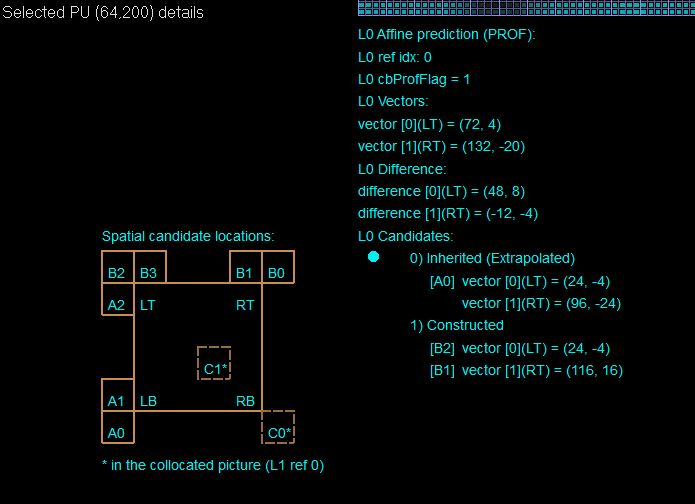 Selected PU (64,200) details
L0 Affine prediction (PROF):
L0 ref idx: 0
L0 cbProfFlag = 1
L0 Vectors:
vector [0](LT) = (72, 4)
vector [1](RT) = (132, -20)
L0 Difference:
difference [0](LT) = (48, 8)
difference [1](RT) = (-12, -4)
L0 Candidates:
0) Inherited (Extrapolated)
[A0] vector [0](LT) = (24, -4)
vector [1](RT) = (96, -24)
1) Constructed
[B2] vector [0](LT) = (24, -4)
[B1] vector [1](RT) = (116, 16)
Spatial candidate locations:
B2 B3 B1 B0
A2 LT RT
C1*
A1 LB RB
A0 C0*
* in the collocated picture (L1 ref 0)